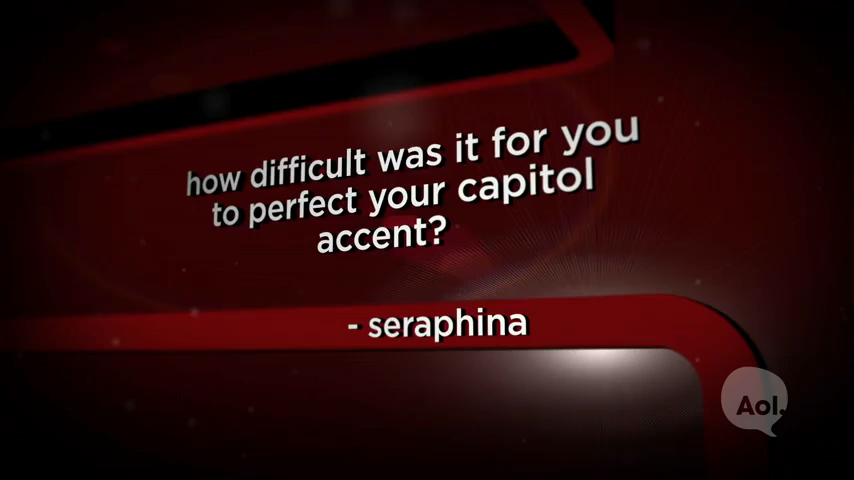 how difficult was it for you
to perfect your capitol
accent?
- seraphina
Aol.